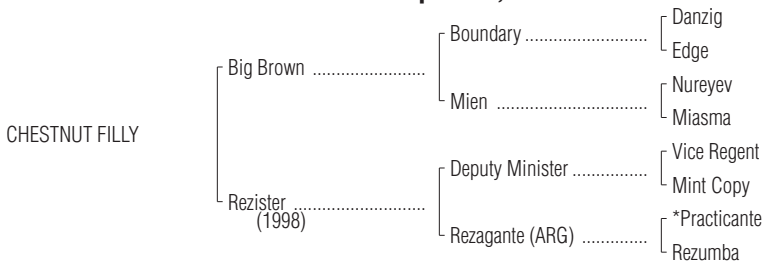 Danzig
Boundary ..............................
Edge
Big Brown ...........................
Nureyev
Mien .....................................
Miasma
CHESTNUT FILLY
Vice Regent
Deputy Minister ..................
Mint Copy
Rezister ...............................
(1998)
*Practicante
Rezagante (ARG) ................
Rezumba